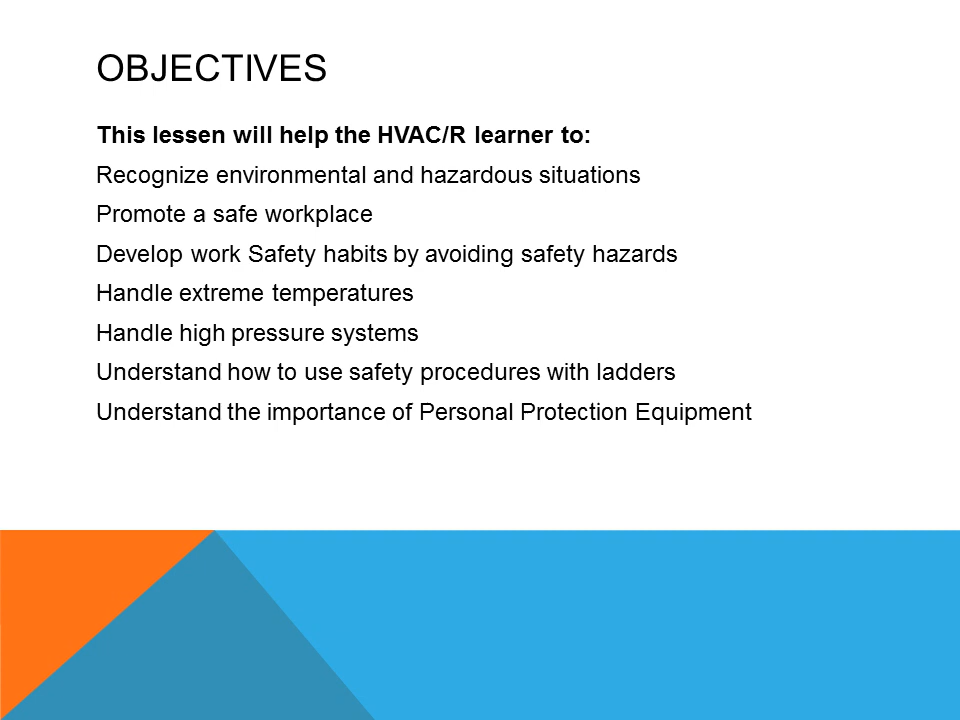 OBJECTIVES
This lessen will help the HVAC/R learner to:
Recognize environmental and hazardous situations
Promote a safe workplace
Develop work Safety habits by avoiding safety hazards
Handle extreme temperatures
Handle high pressure systems
Understand how to use safety procedures with ladders
Understand the importance of Personal Protection Equipment